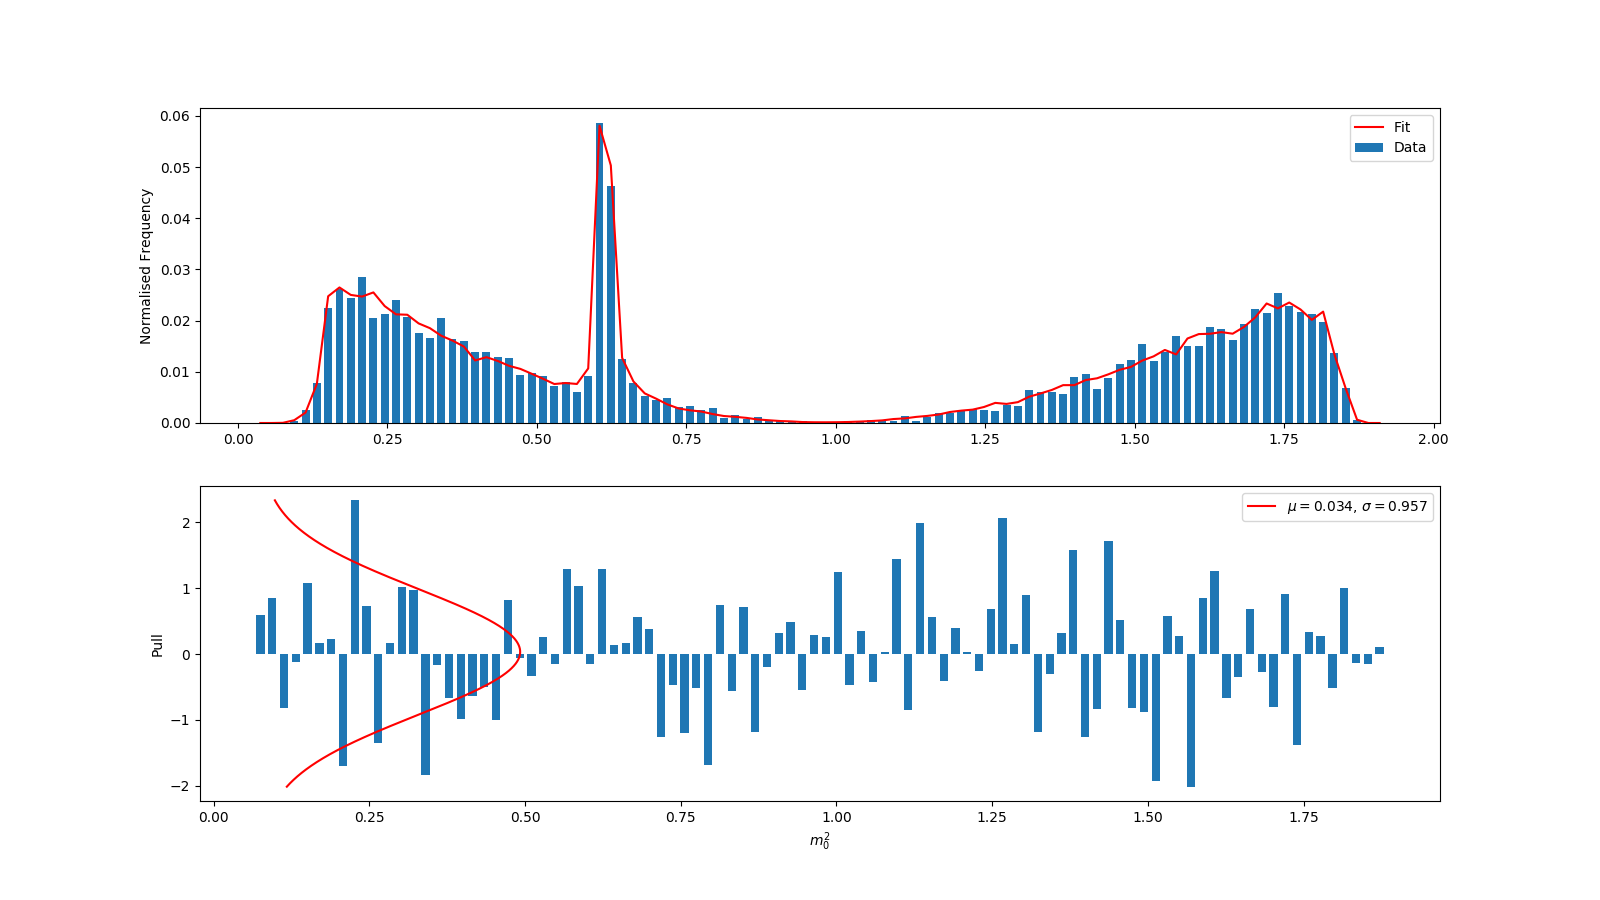 0.06
0.05
0.04
0.03
0.02
0.01
0.00
Normalised Frequency
Fit
Data
0.00 0.25 0.50 0.75 1.00 1.25 1.50 1.75 2.00
2
1
0
−1
−2
Pull
μ = 0.034, σ = 0.957
0.00 0.25 0.50 0.75 1.00 1.25 1.50 1.75
m₀²